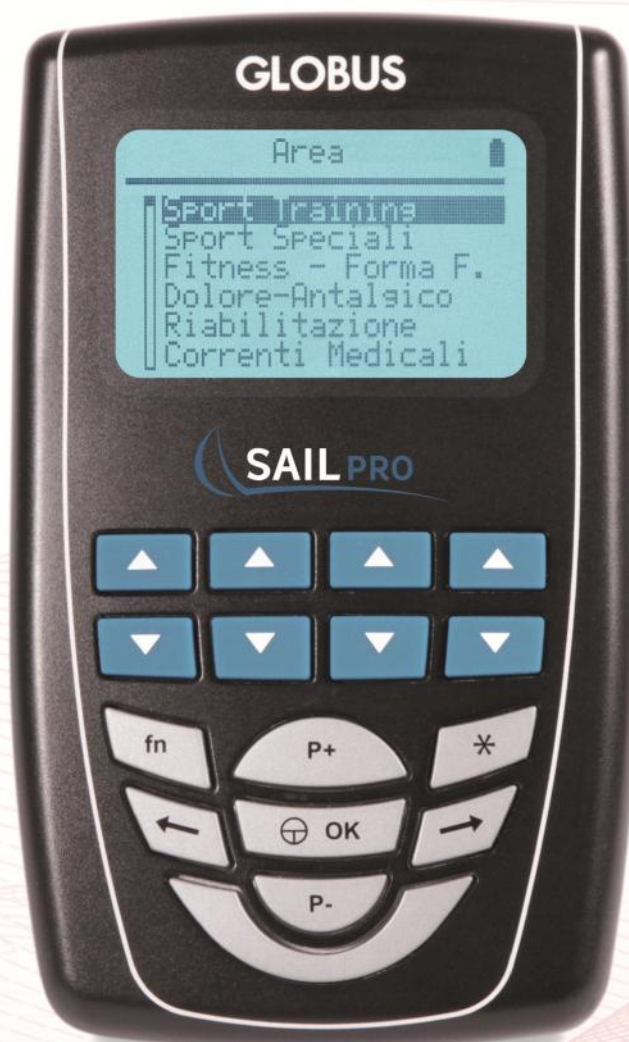 GLOBUS
Area
Sport Training
Sport Speciali
Fitness - Forma F.
Dolore-Antalgico
Riabilitazione
Correnti Medicali
SAIL PRO
fn
P+
*
← OK →
P-